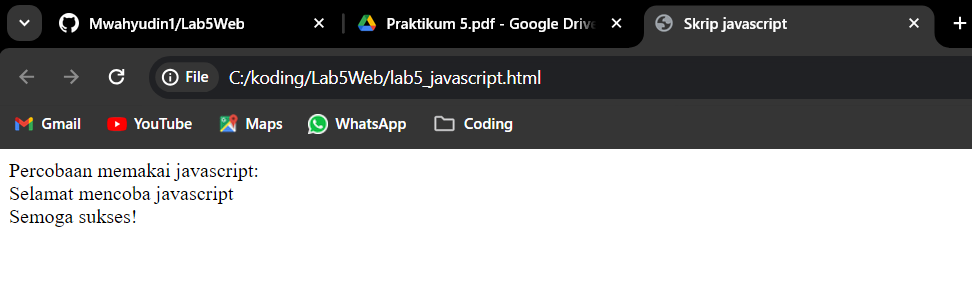 Mwahyudin1/Lab5Web
Praktikum 5.pdf - Google Drive
Skrip javascript
File
C:/koding/Lab5Web/lab5_javascript.html
Gmail
YouTube
Maps
WhatsApp
Coding
Percobaan memakai javascript:
Selamat mencoba javascript
Semoga sukses!